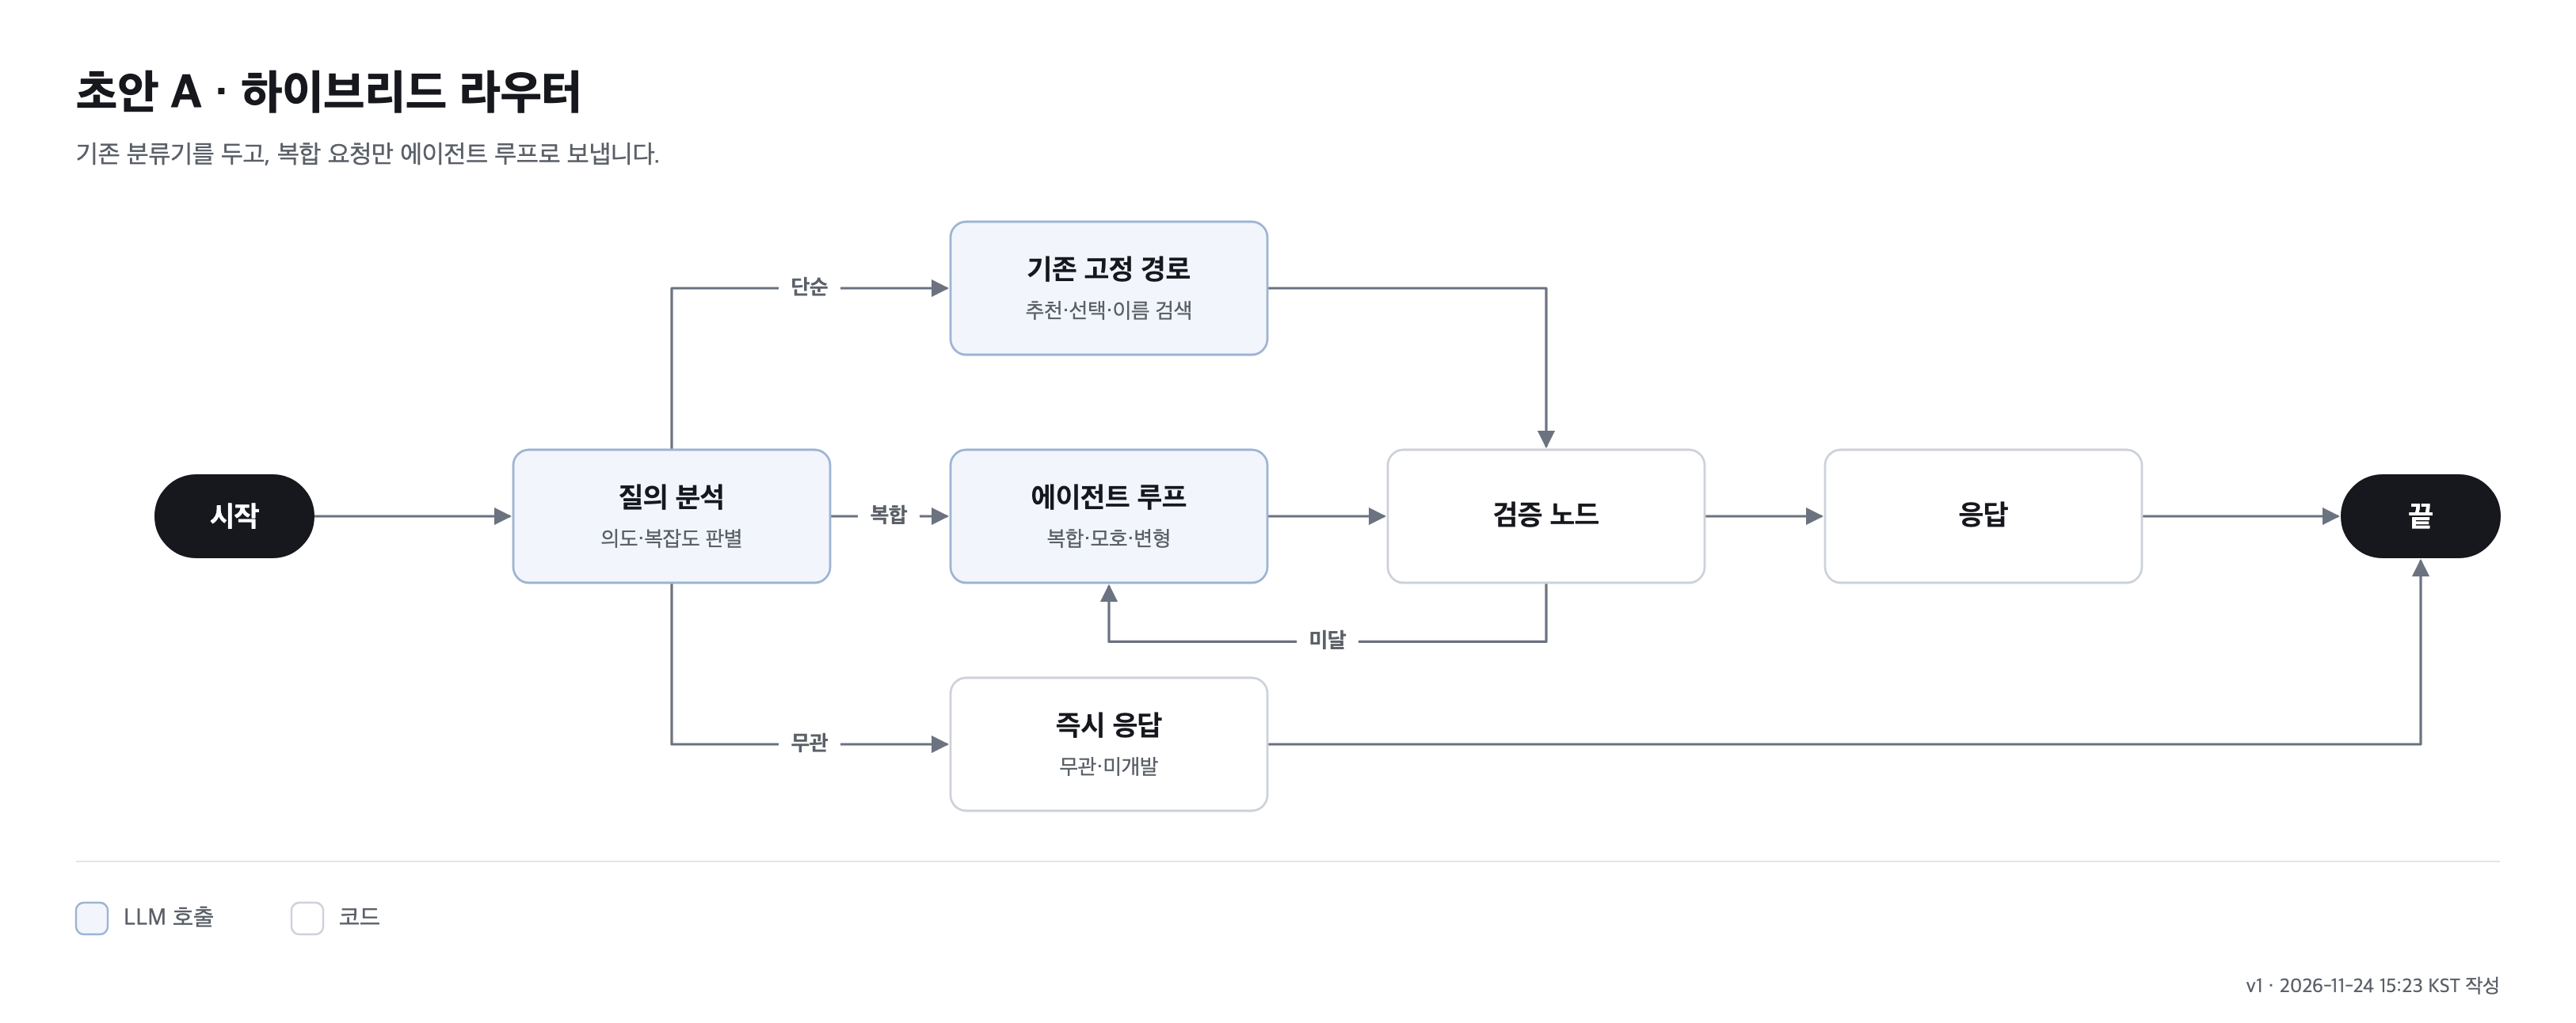 초안 A · 하이브리드 라우터
기존 분류기를 두고, 복합 요청만 에이전트 루프로 보냅니다.
단순
기존 고정 경로
추천·선택·이름 검색
시작
질의 분석
의도·복잡도 판별
복합
에이전트 루프
복합·모호·변형
검증 노드
응답
끝
미달
무관
즉시 응답
무관·미개발
LLM 호출
코드
v1 · 2026-11-24 15:23 KST 작성